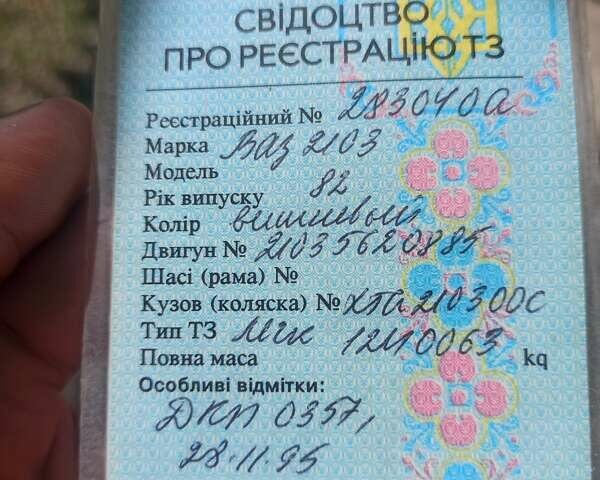 СВІДОЦТВО
ПРО РЕЄСТРАЦІЮ ТЗ
Реєстраційний № 28304ОА
Марка ВАЗ 2103
Модель
Рік випуску 82
Колір вишневый
Двигун № 21035620885
Шасі (рама) №
Кузов (коляска) № ХТА210300С
Тип ТЗ легк 12410063
Повна маса kq
Особливі відмітки:
ДКП 0357,
28.11.95